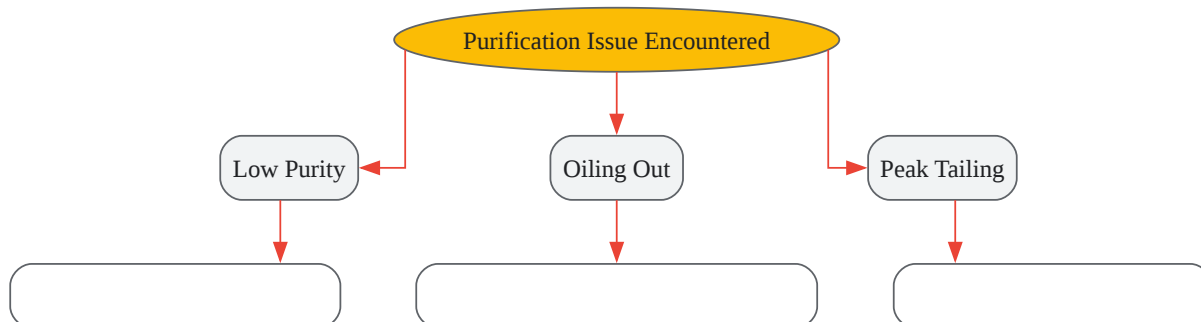 Purification Issue Encountered
Low Purity
Oiling Out
Peak Tailing